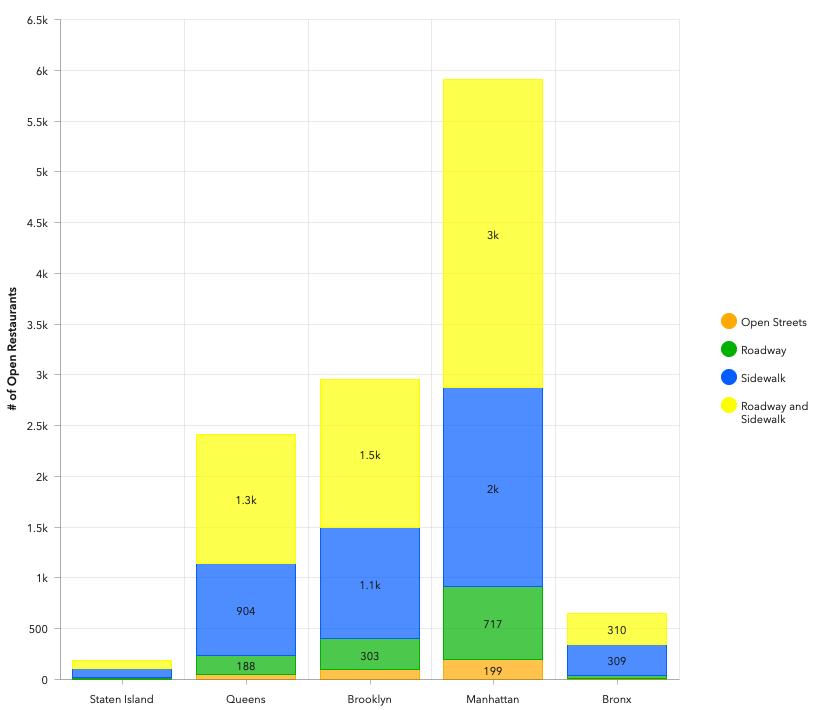 6.5k
6k
5.5k
5k
4.5k
4k
3.5k
3k
2.5k
2k
1.5k
1k
500
0
# of Open Restaurants
1.3k
904
188
1.5k
1.1k
303
3k
2k
717
199
310
309
Staten Island
Queens
Brooklyn
Manhattan
Bronx
Open Streets
Roadway
Sidewalk
Roadway and
Sidewalk